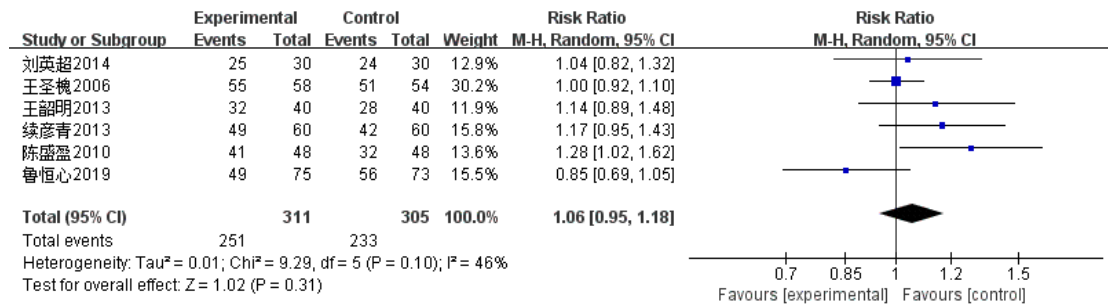 Experimental Control Risk Ratio Risk Ratio
Study or Subgroup Events Total Events Total Weight M-H, Random, 95% CI M-H, Random, 95% CI
刘英超2014 25 30 24 30 12.9% 1.04 [0.82, 1.32]
王圣槐2006 55 58 51 54 30.2% 1.00 [0.92, 1.10]
王韶明2013 32 40 28 40 11.9% 1.14 [0.89, 1.48]
续彦青2013 49 60 42 60 15.8% 1.17 [0.95, 1.43]
陈盛盈2010 41 48 32 48 13.6% 1.28 [1.02, 1.62]
鲁恒心2019 49 75 56 73 15.5% 0.85 [0.69, 1.05]
Total (95% CI) 311 305 100.0% 1.06 [0.95, 1.18]
Total events 251 233
Heterogeneity: Tau² = 0.01; Chi² = 9.29, df = 5 (P = 0.10); I² = 46%
Test for overall effect: Z = 1.02 (P = 0.31)
0.7 0.85 1 1.2 1.5
Favours [experimental] Favours [control]